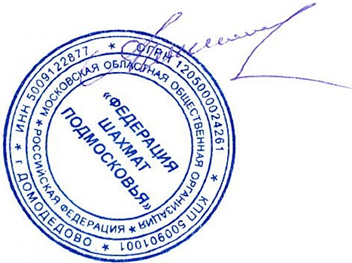 * ИНН 5009122877 * ОГРН 1205000024261 * КПП 500901001 * г ДОМОДЕДОВО
* МОСКОВСКАЯ ОБЛАСТНАЯ ОБЩЕСТВЕННАЯ ОРГАНИЗАЦИЯ * РОССИЙСКАЯ ФЕДЕРАЦИЯ
«ФЕДЕРАЦИЯ
ШАХМАТ
ПОДМОСКОВЬЯ»